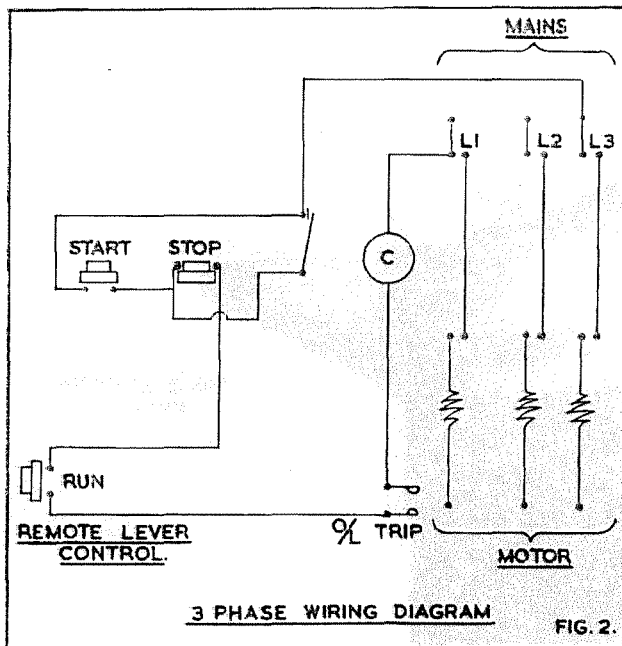 MAINS
L1 L2 L3
START STOP
C
RUN
REMOTE LEVER
CONTROL.
O/L TRIP
MOTOR
3 PHASE WIRING DIAGRAM
FIG. 2.